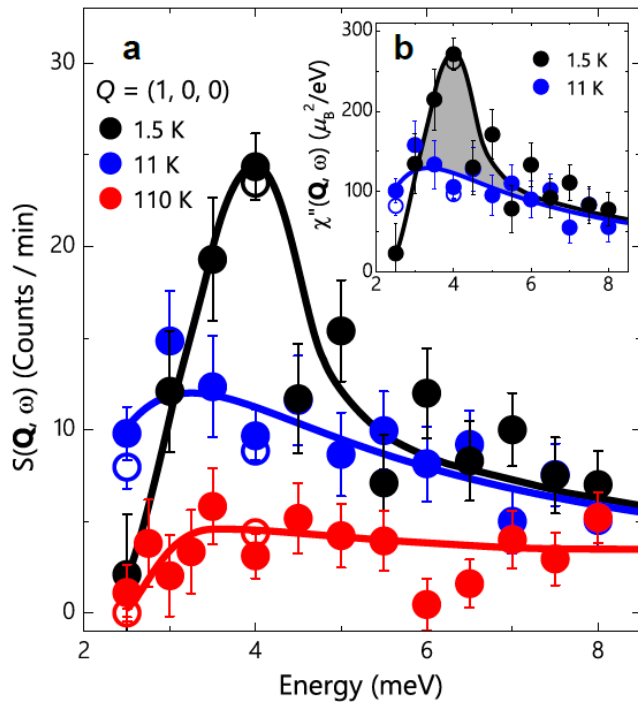 a
Q = (1, 0, 0)
1.5 K
11 K
110 K
S(Q, ω) (Counts / min)
30
20
10
0
2
4
6
8
Energy (meV)
b
1.5 K
11 K
χ"(Q, ω) (μB²/eV)
300
200
100
0
2
4
6
8